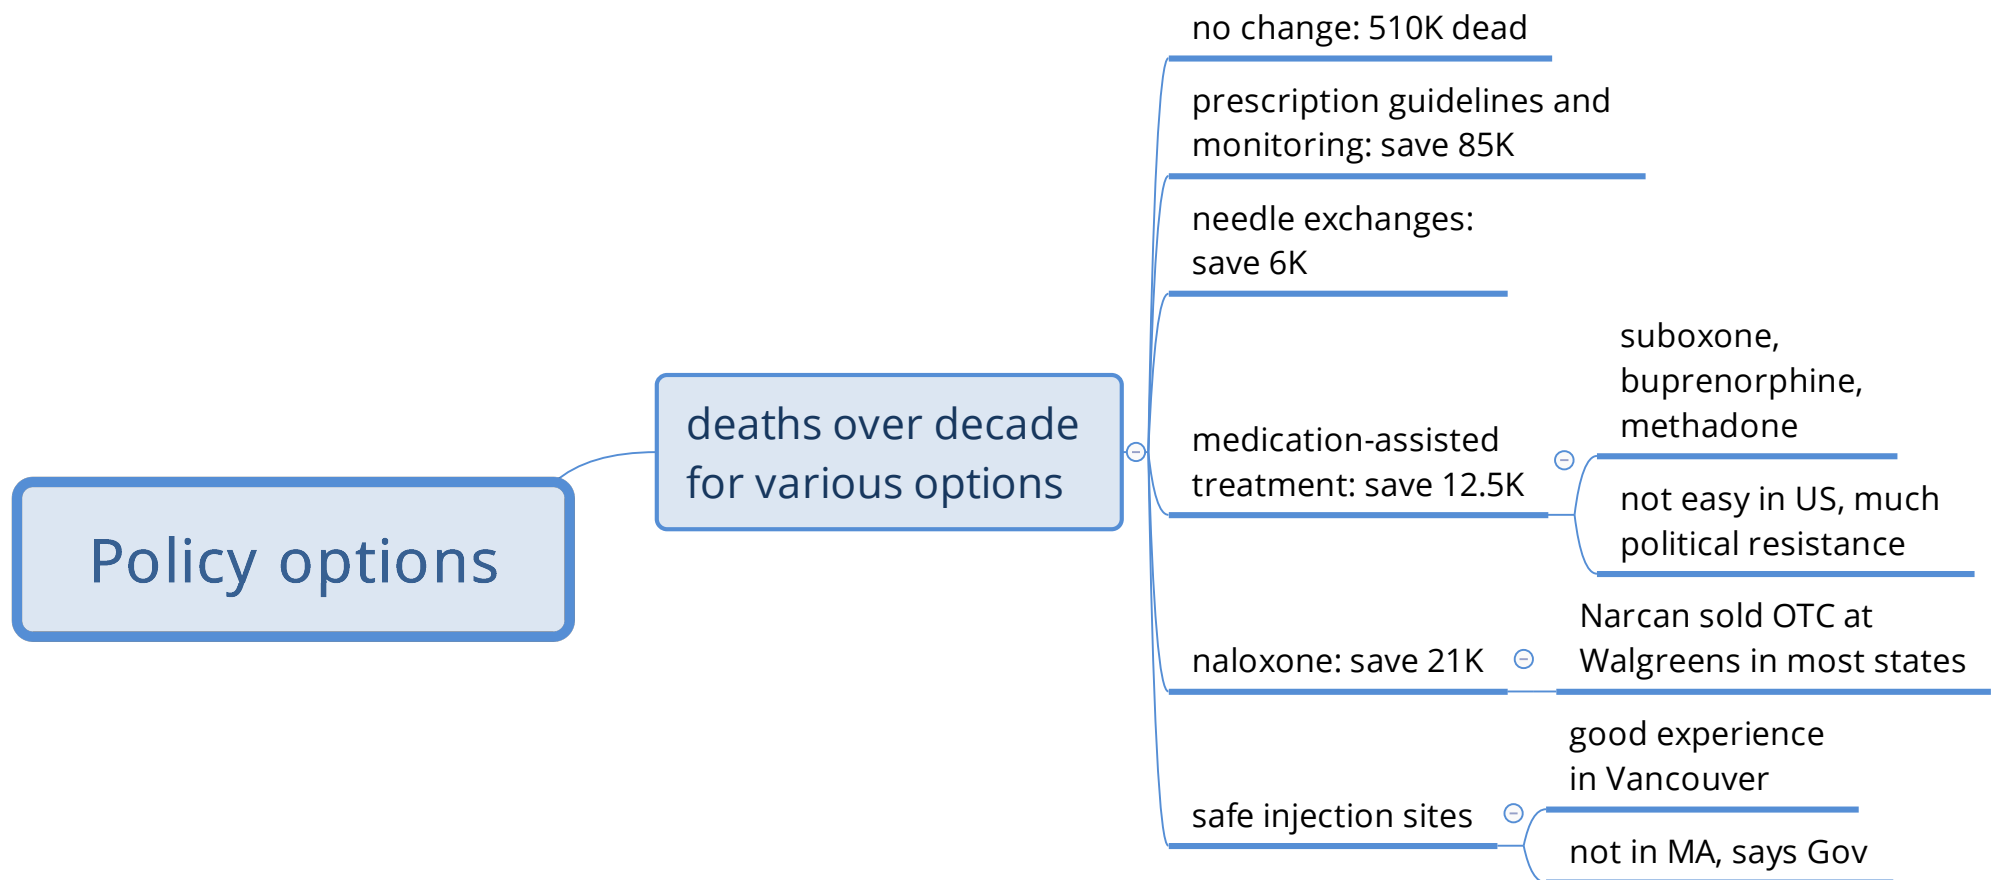 Policy options
deaths over decade
for various options
no change: 510K dead
prescription guidelines and
monitoring: save 85K
needle exchanges:
save 6K
medication-assisted
treatment: save 12.5K
suboxone,
buprenorphine,
methadone
not easy in US, much
political resistance
naloxone: save 21K
Narcan sold OTC at
Walgreens in most states
safe injection sites
good experience
in Vancouver
not in MA, says Gov